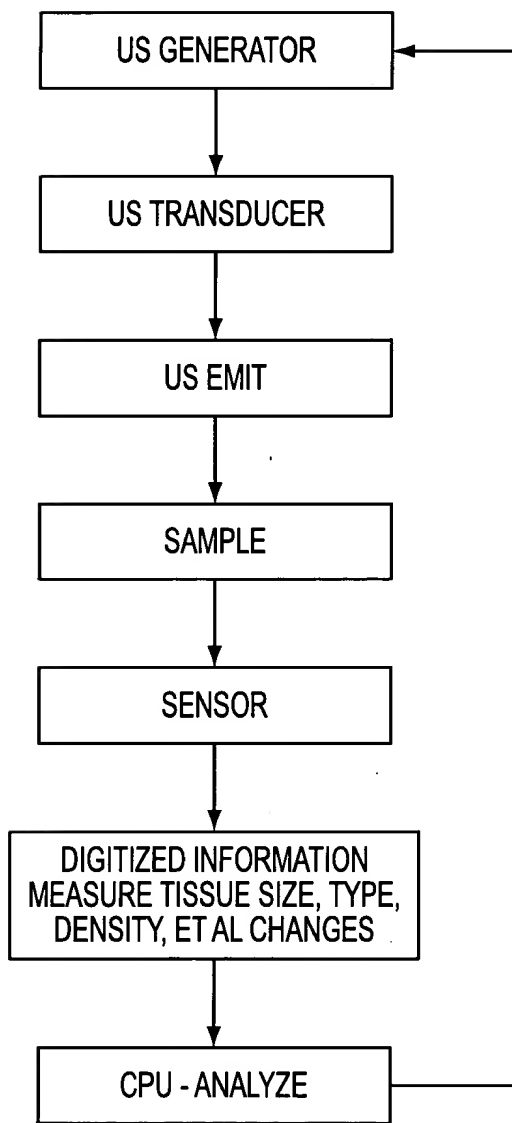 US GENERATOR
US TRANSDUCER
US EMIT
SAMPLE
SENSOR
DIGITIZED INFORMATION
MEASURE TISSUE SIZE, TYPE,
DENSITY, ET AL CHANGES
CPU - ANALYZE